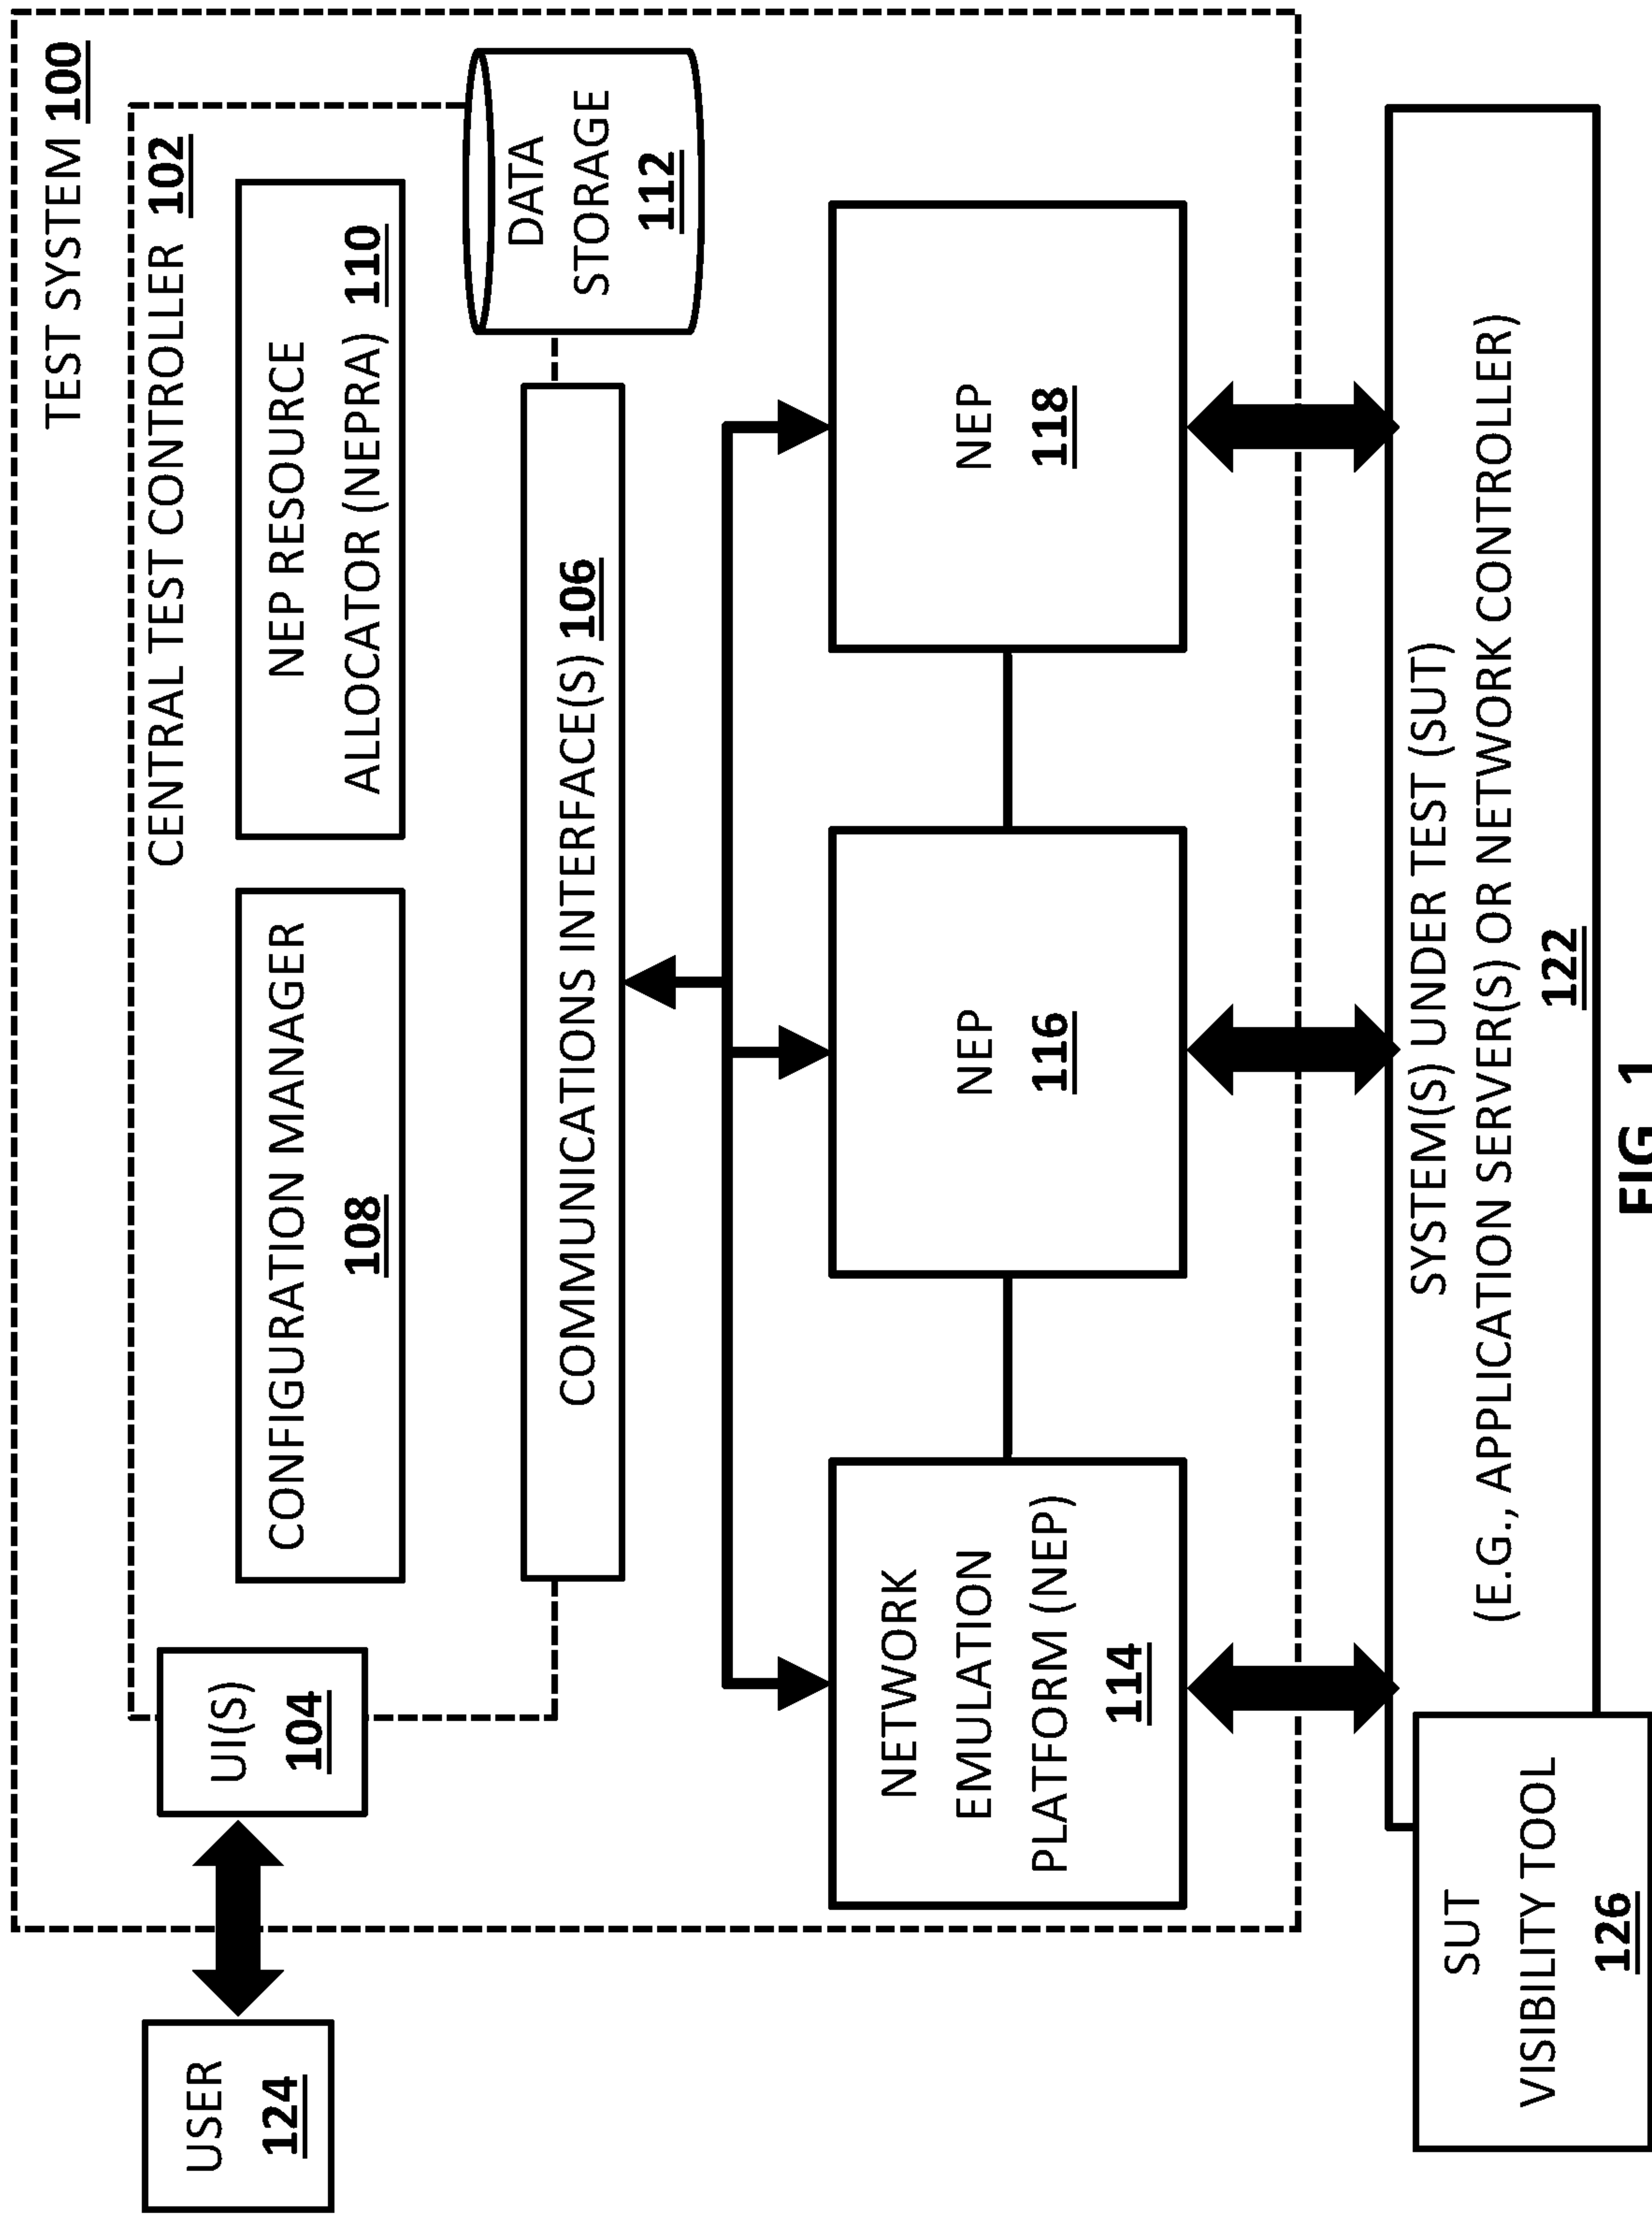 TEST SYSTEM 100
CENTRAL TEST CONTROLLER 102
USER
124
UI(S)
104
CONFIGURATION MANAGER
108
NEP RESOURCE
ALLOCATOR (NEPRA) 110
COMMUNICATIONS INTERFACE(S) 106
DATA
STORAGE
112
NETWORK
EMULATION
PLATFORM (NEP)
114
NEP
116
NEP
118
SYSTEM(S) UNDER TEST (SUT)
(E.G., APPLICATION SERVER(S) OR NETWORK CONTROLLER)
122
SUT
VISIBILITY TOOL
126
FIG. 1